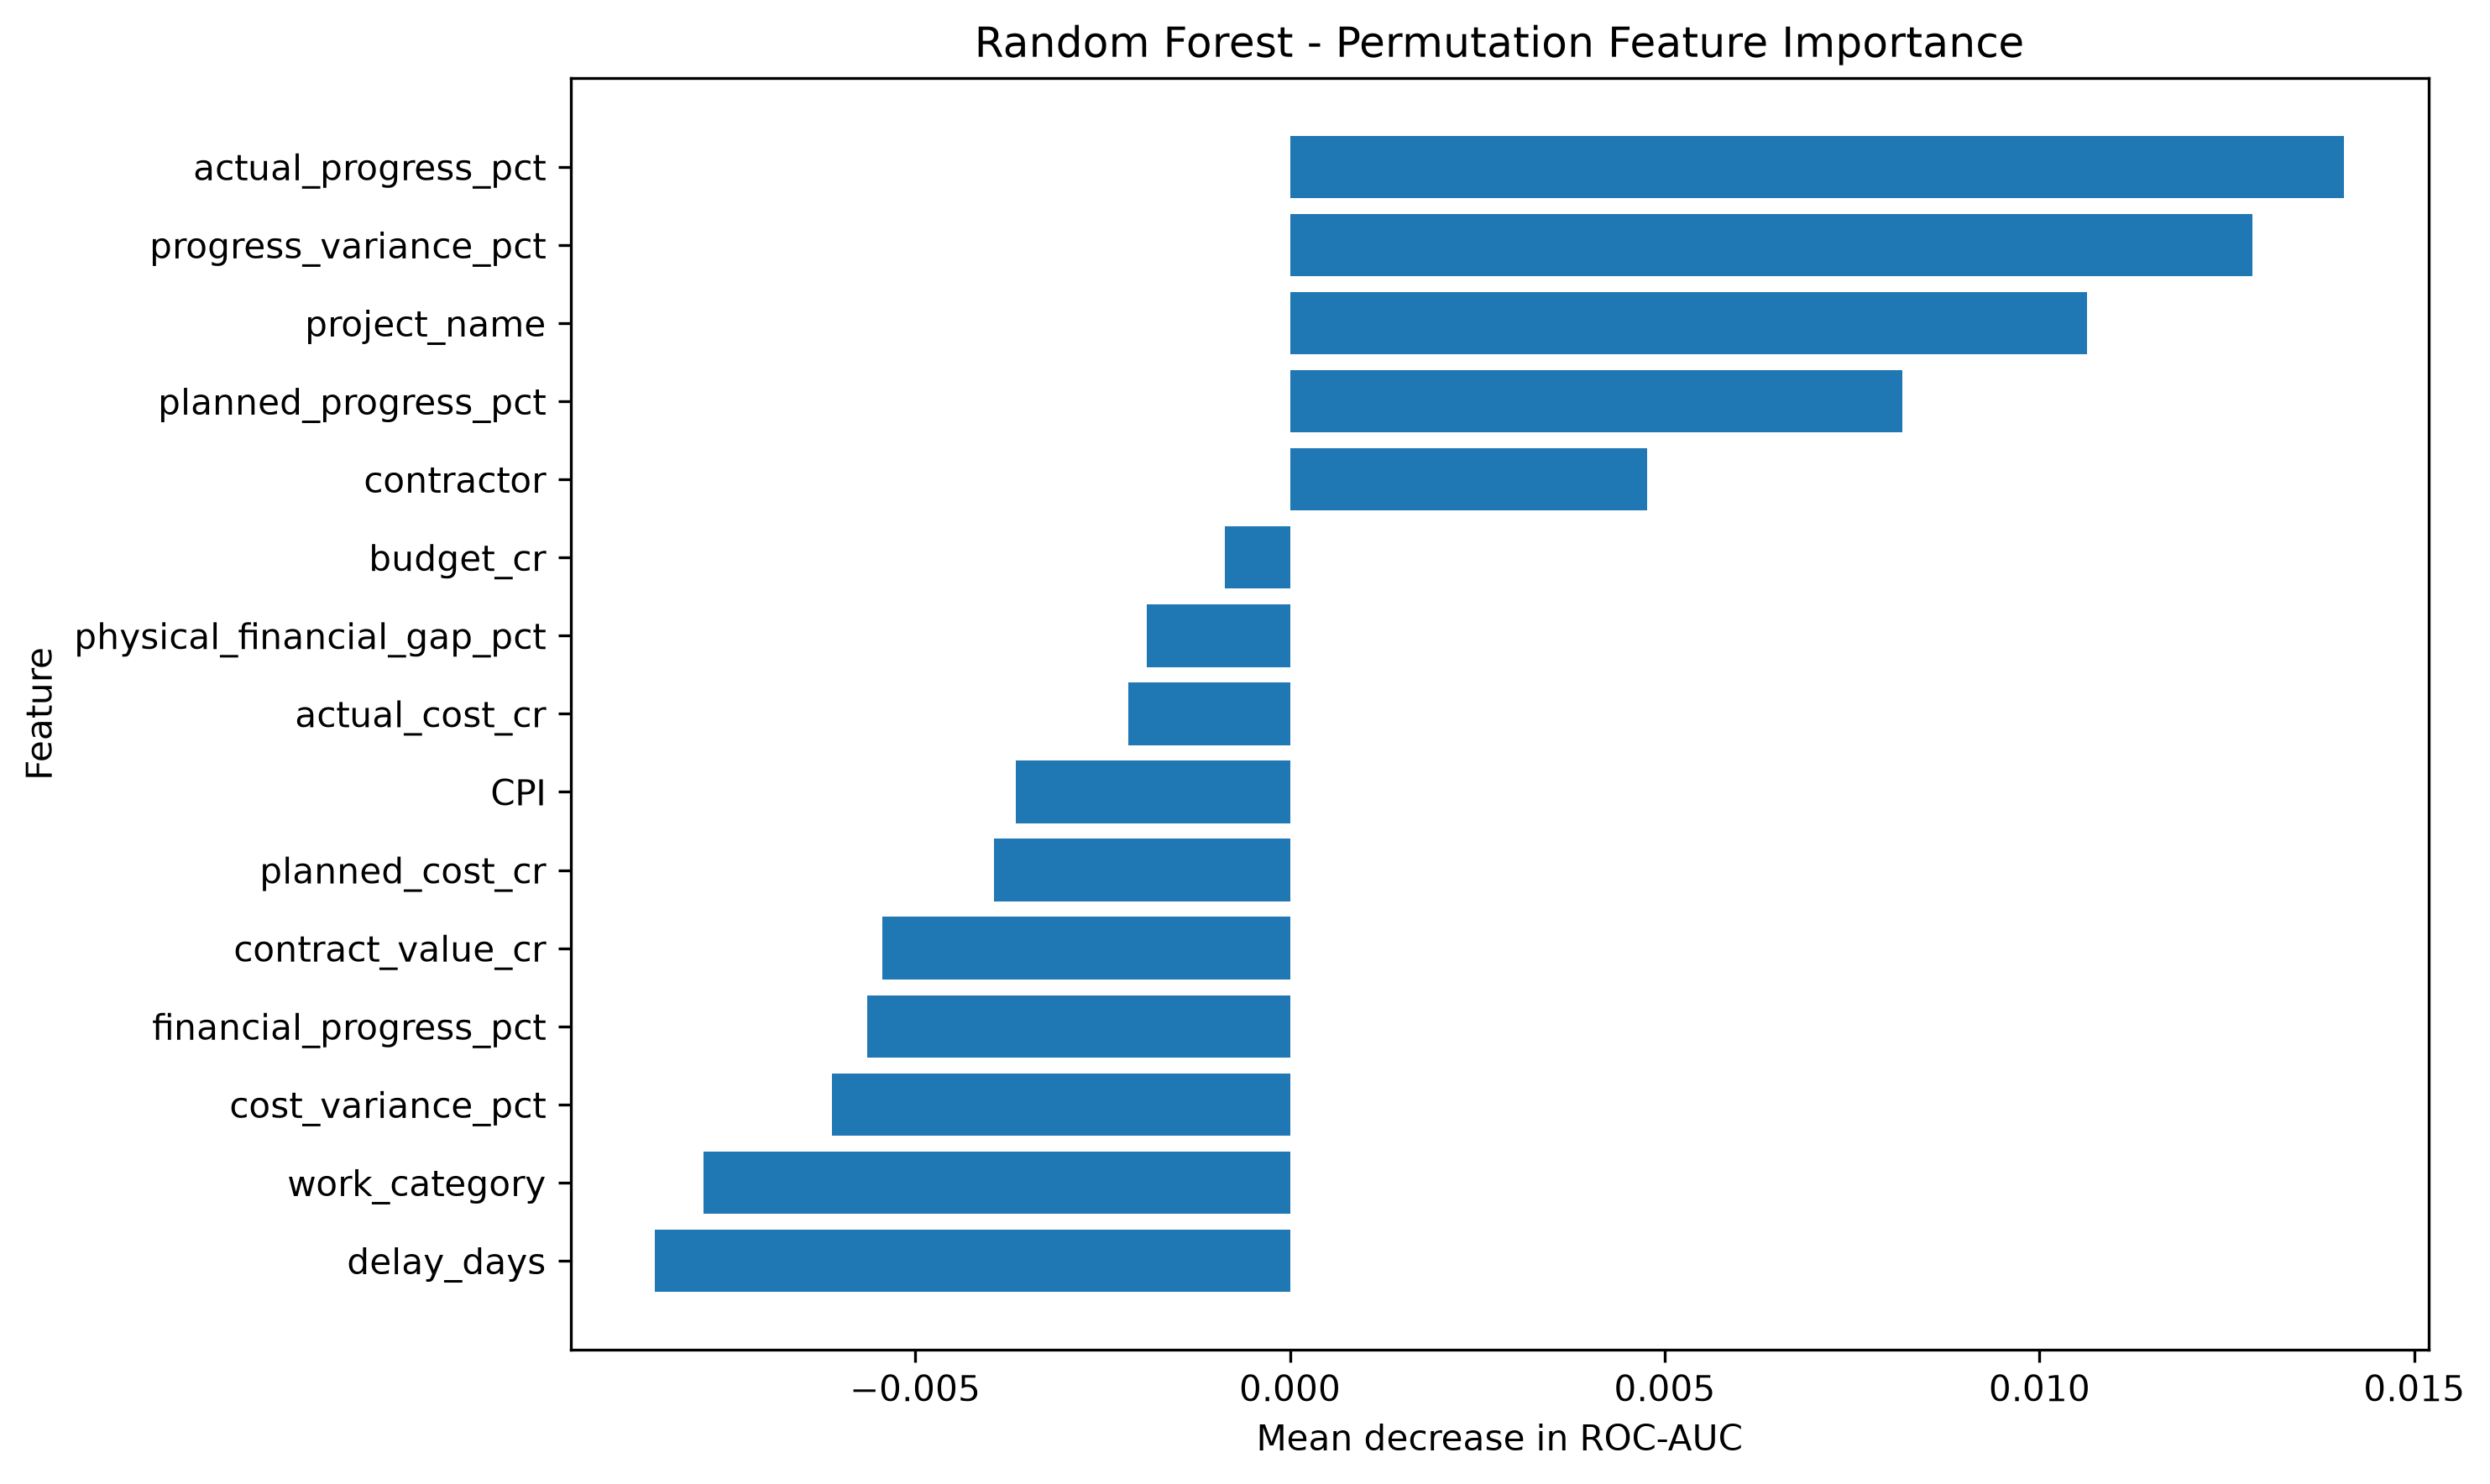 Random Forest - Permutation Feature Importance
actual_progress_pct
progress_variance_pct
project_name
planned_progress_pct
contractor
budget_cr
physical_financial_gap_pct
actual_cost_cr
CPI
planned_cost_cr
contract_value_cr
financial_progress_pct
cost_variance_pct
work_category
delay_days
Feature
−0.005 0.000 0.005 0.010 0.015
Mean decrease in ROC-AUC